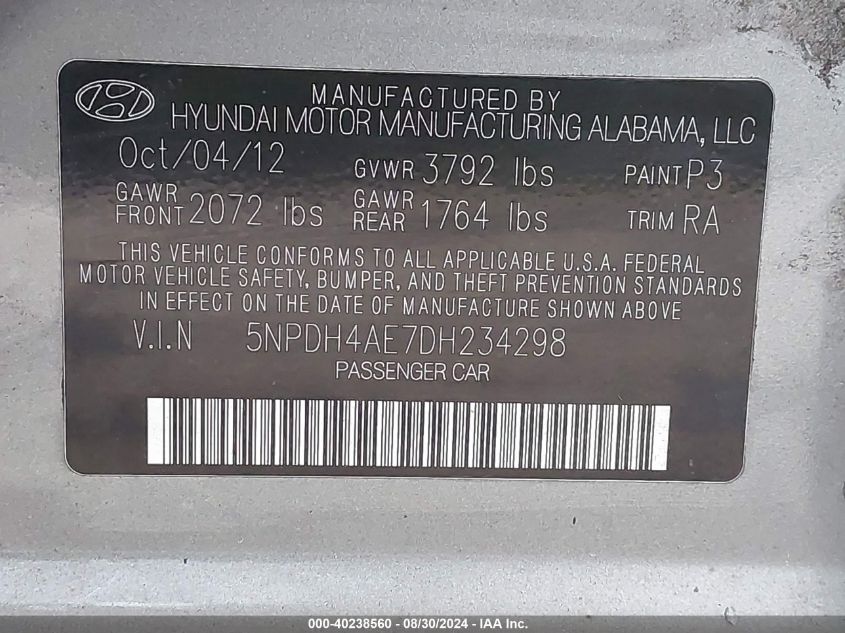 MANUFACTURED BY
HYUNDAI MOTOR MANUFACTURING ALABAMA, LLC
Oct/04/12 GVWR 3792 lbs PAINT P3
GAWR FRONT 2072 lbs GAWR REAR 1764 lbs TRIM RA
THIS VEHICLE CONFORMS TO ALL APPLICABLE U.S.A. FEDERAL
MOTOR VEHICLE SAFETY, BUMPER, AND THEFT PREVENTION STANDARDS
IN EFFECT ON THE DATE OF MANUFACTURE SHOWN ABOVE
V.I.N 5NPDH4AE7DH234298
PASSENGER CAR
000-40238560 - 08/30/2024 - IAA Inc.